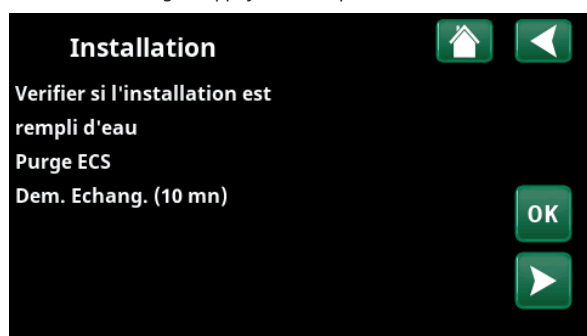 Installation
Verifier si l'installation est
rempli d'eau
Purge ECS
Dem. Echang. (10 mn)
OK